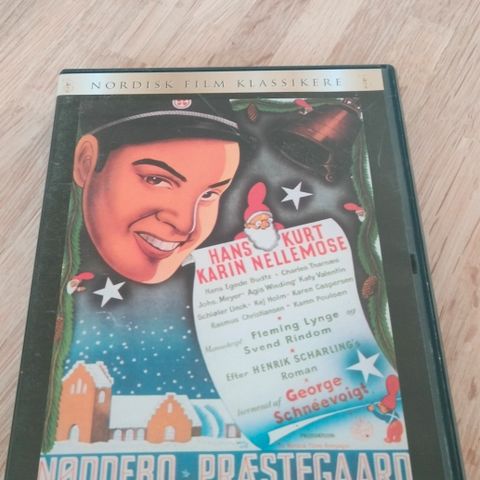 NORDISK FILM KLASSIKERE
HANS KURT
KARIN NELLEMOSE
Hans Egede Budtz - Charles Tharnæs
Johs. Meyer - Agis Winding - Katy Valentin
Schiøler Linck - Kaj Holm - Karen Caspersen
Rasmus Christiansen - Karen Poulsen
Manuskript Fleming Lynge og
Svend Rindom
Efter HENRIK SCHARLING's
Roman
Iscenesat af George
Schnéevoigt
PRODUKTION
NØDDEBO PRÆSTEGAARD